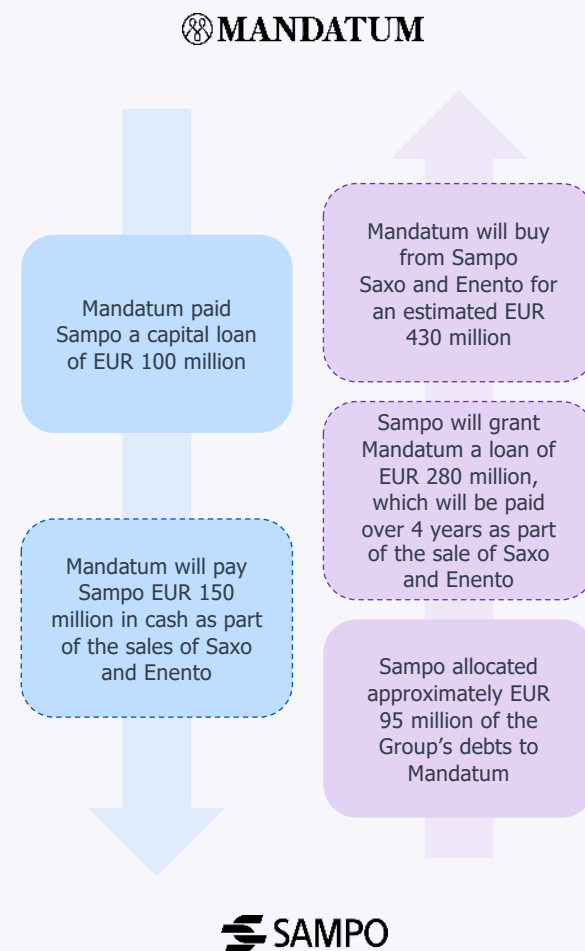 MANDATUM
Mandatum paid
Sampo a capital loan
of EUR 100 million
Mandatum will pay
Sampo EUR 150
million in cash as part
of the sales of Saxo
and Enento
Mandatum will buy
from Sampo
Saxo and Enento for
an estimated EUR
430 million
Sampo will grant
Mandatum a loan of
EUR 280 million,
which will be paid
over 4 years as part
of the sale of Saxo
and Enento
Sampo allocated
approximately EUR
95 million of the
Group’s debts to
Mandatum
SAMPO